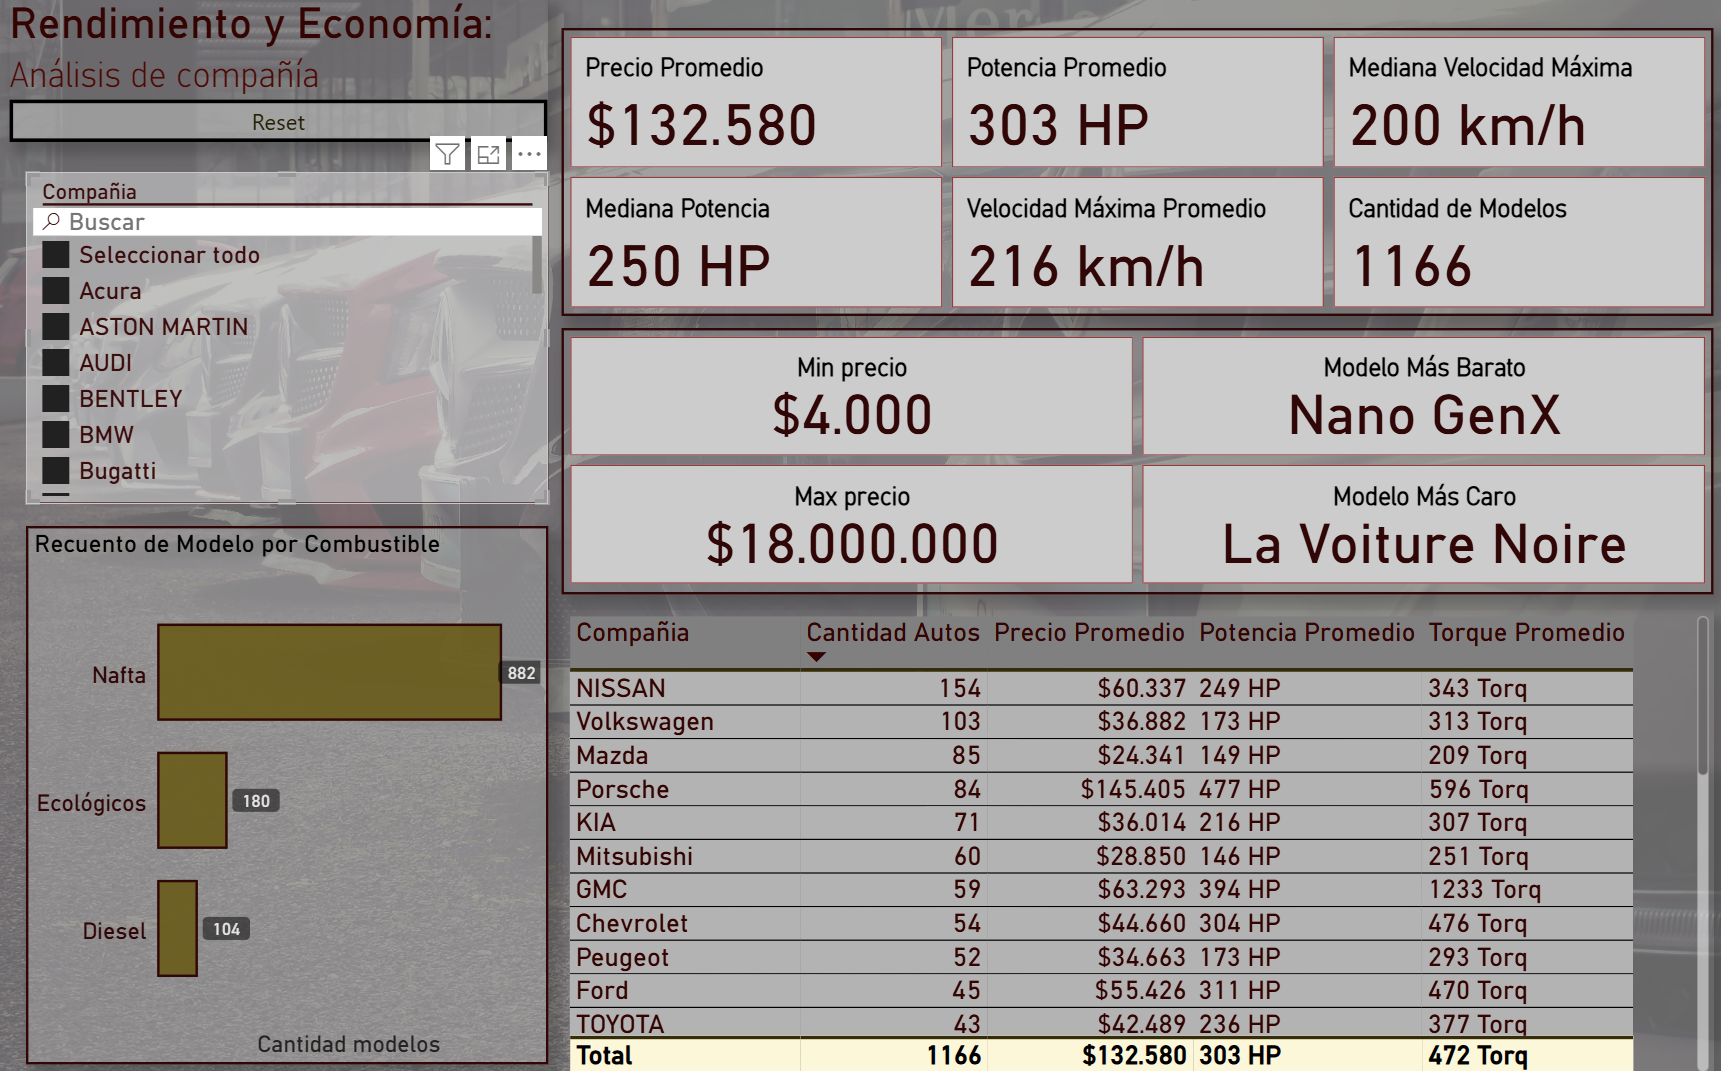 Rendimiento y Economía:
Análisis de compañía
Reset
Compañia
Buscar
Seleccionar todo
Acura
ASTON MARTIN
AUDI
BENTLEY
BMW
Bugatti
Recuento de Modelo por Combustible
Nafta 882
Ecológicos 180
Diesel 104
Cantidad modelos
Precio Promedio
$132.580
Potencia Promedio
303 HP
Mediana Velocidad Máxima
200 km/h
Mediana Potencia
250 HP
Velocidad Máxima Promedio
216 km/h
Cantidad de Modelos
1166
Min precio
$4.000
Modelo Más Barato
Nano GenX
Max precio
$18.000.000
Modelo Más Caro
La Voiture Noire
Compañia Cantidad Autos Precio Promedio Potencia Promedio Torque Promedio
NISSAN 154 $60.337 249 HP 343 Torq
Volkswagen 103 $36.882 173 HP 313 Torq
Mazda 85 $24.341 149 HP 209 Torq
Porsche 84 $145.405 477 HP 596 Torq
KIA 71 $36.014 216 HP 307 Torq
Mitsubishi 60 $28.850 146 HP 251 Torq
GMC 59 $63.293 394 HP 1233 Torq
Chevrolet 54 $44.660 304 HP 476 Torq
Peugeot 52 $34.663 173 HP 293 Torq
Ford 45 $55.426 311 HP 470 Torq
TOYOTA 43 $42.489 236 HP 377 Torq
Total 1166 $132.580 303 HP 472 Torq